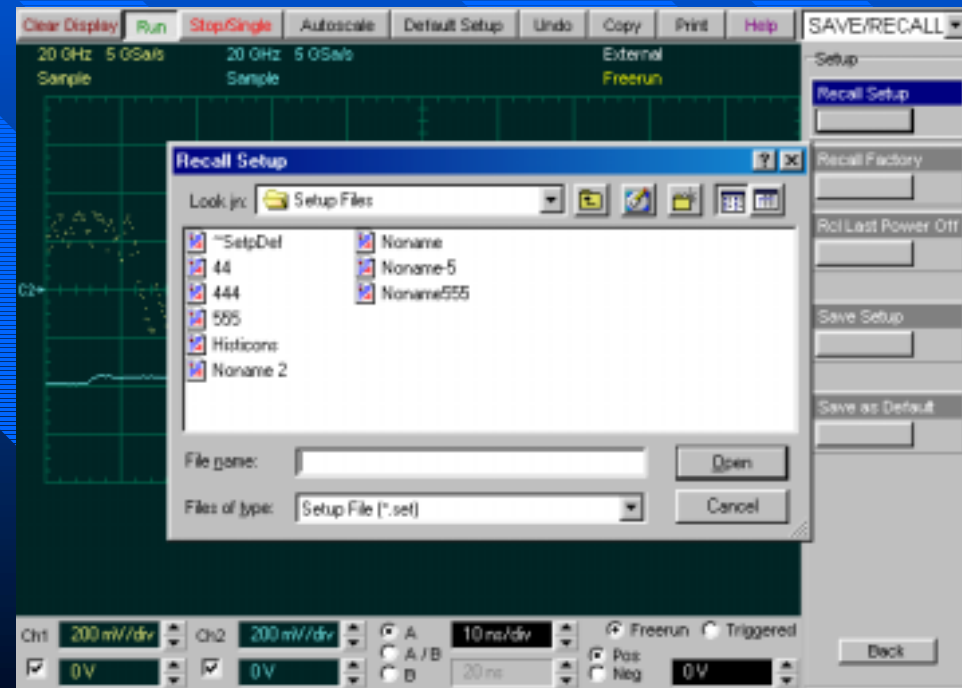 Clear Display Run Stop/Single Autoscale Default Setup Undo Copy Print Help SAVE/RECALL
20 GHz 5 GSa/s 20 GHz 5 GSa/s External
Sample Sample Freerun
Setup
Recall Setup
Recall Factory
Rcl Last Power Off
Save Setup
Save as Default
Back
C2
Recall Setup
Look in: Setup Files
~SetpDef Noname
44 Noname-5
444 Noname555
555
Histicons
Noname 2
File name: Open
Files of type: Setup File (*.set) Cancel
Ch1 200 mV//div Ch2 200 mV//div A 10 ns/div Freerun Triggered
A/B Pos
0 V 0 V B 20 ns Neg 0 V